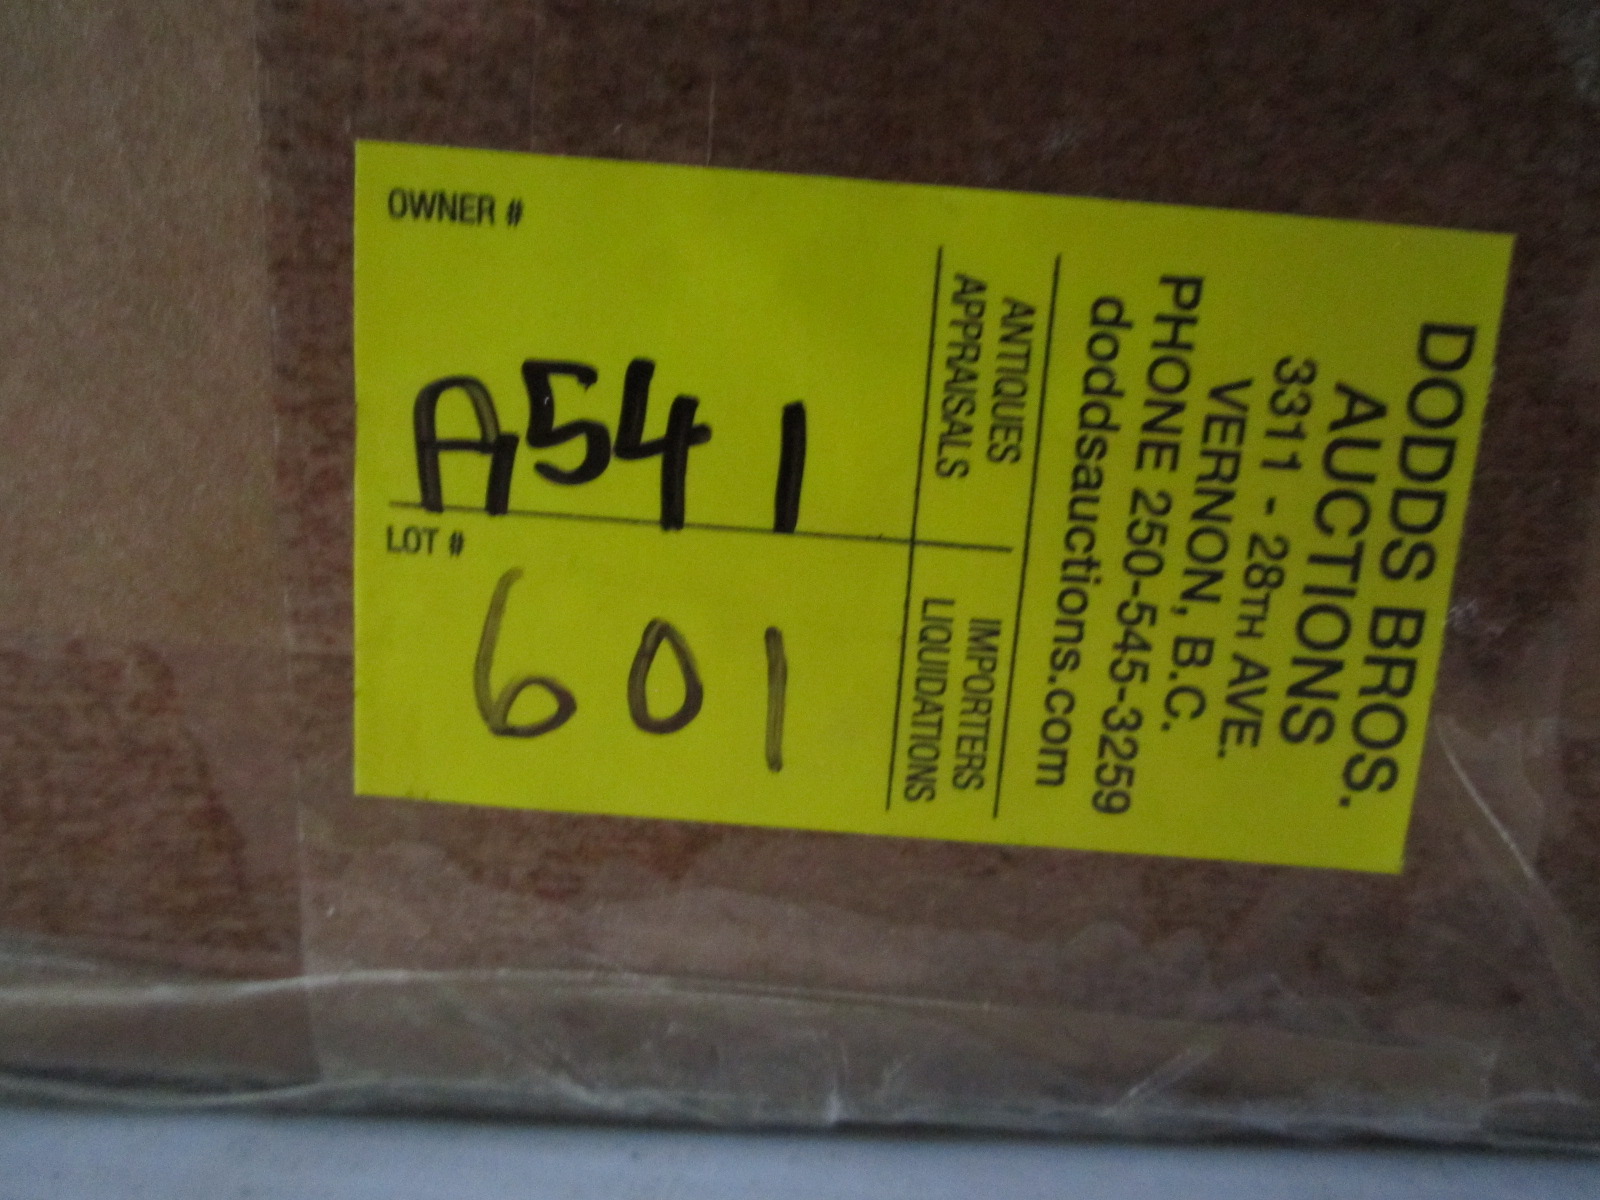 DODDS BROS.
AUCTIONS
3311 - 28TH AVE.
VERNON, B.C.
PHONE 250-545-3259
doddsauctions.com
ANTIQUES
APPRAISALS
IMPORTERS
LIQUIDATIONS
OWNER #
A541
LOT #
601